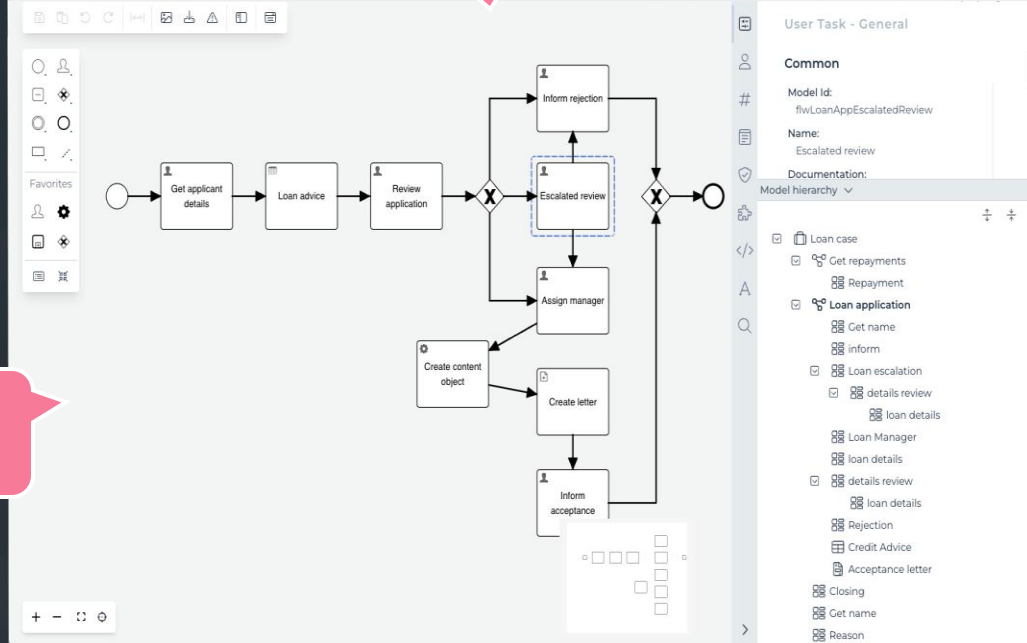 User Task - General
Common
Model Id:
flwLoanAppEscalatedReview
Name:
Escalated review
Documentation:
Model hierarchy
Favorites
Inform rejection
Get applicant
details
Loan advice
Review
application
X
Escalated review
X
Assign manager
Create content
object
Create letter
Inform
acceptance
Loan case
Get repayments
Repayment
Loan application
Get name
inform
Loan escalation
details review
loan details
Loan Manager
loan details
details review
loan details
Rejection
Credit Advice
Acceptance letter
Closing
Get name
Reason